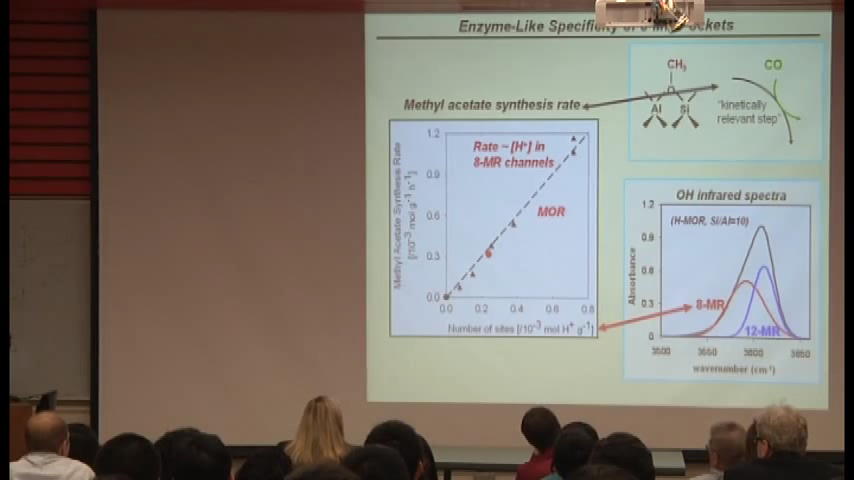 Enzyme-Like Specificity of 8-MR Pockets
CH3
O
Al Si
CO
"kinetically
relevant step"
Methyl acetate synthesis rate
Methyl Acetate Synthesis Rate
[/10-3 mol g-1 h-1]
1.2
0.9
0.6
0.3
0.0
Rate ~ [H+] in
8-MR channels
MOR
0.0 0.2 0.4 0.6 0.8
Number of sites [/10-3 mol H+ g-1]
OH infrared spectra
(H-MOR, Si/Al=10)
Absorbance
1.2
0.9
0.6
0.3
0
8-MR
12-MR
3500 3550 3600 3650
wavenumber (cm-1)